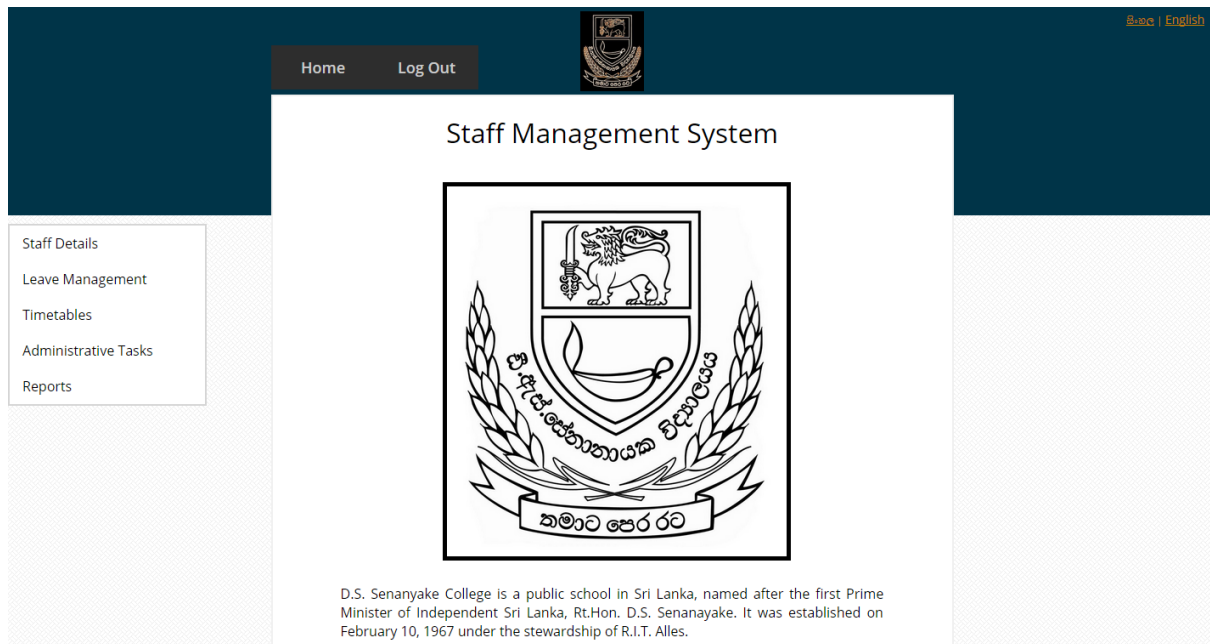 සිංහල | English
Home
Log Out
Staff Management System
Staff Details
Leave Management
Timetables
Administrative Tasks
Reports
ඩී.එස්.සේනානායක විද්‍යාලයය
තමාට පෙර රට
D.S. Senanyake College is a public school in Sri Lanka, named after the first Prime
Minister of Independent Sri Lanka, Rt.Hon. D.S. Senanayake. It was established on
February 10, 1967 under the stewardship of R.I.T. Alles.